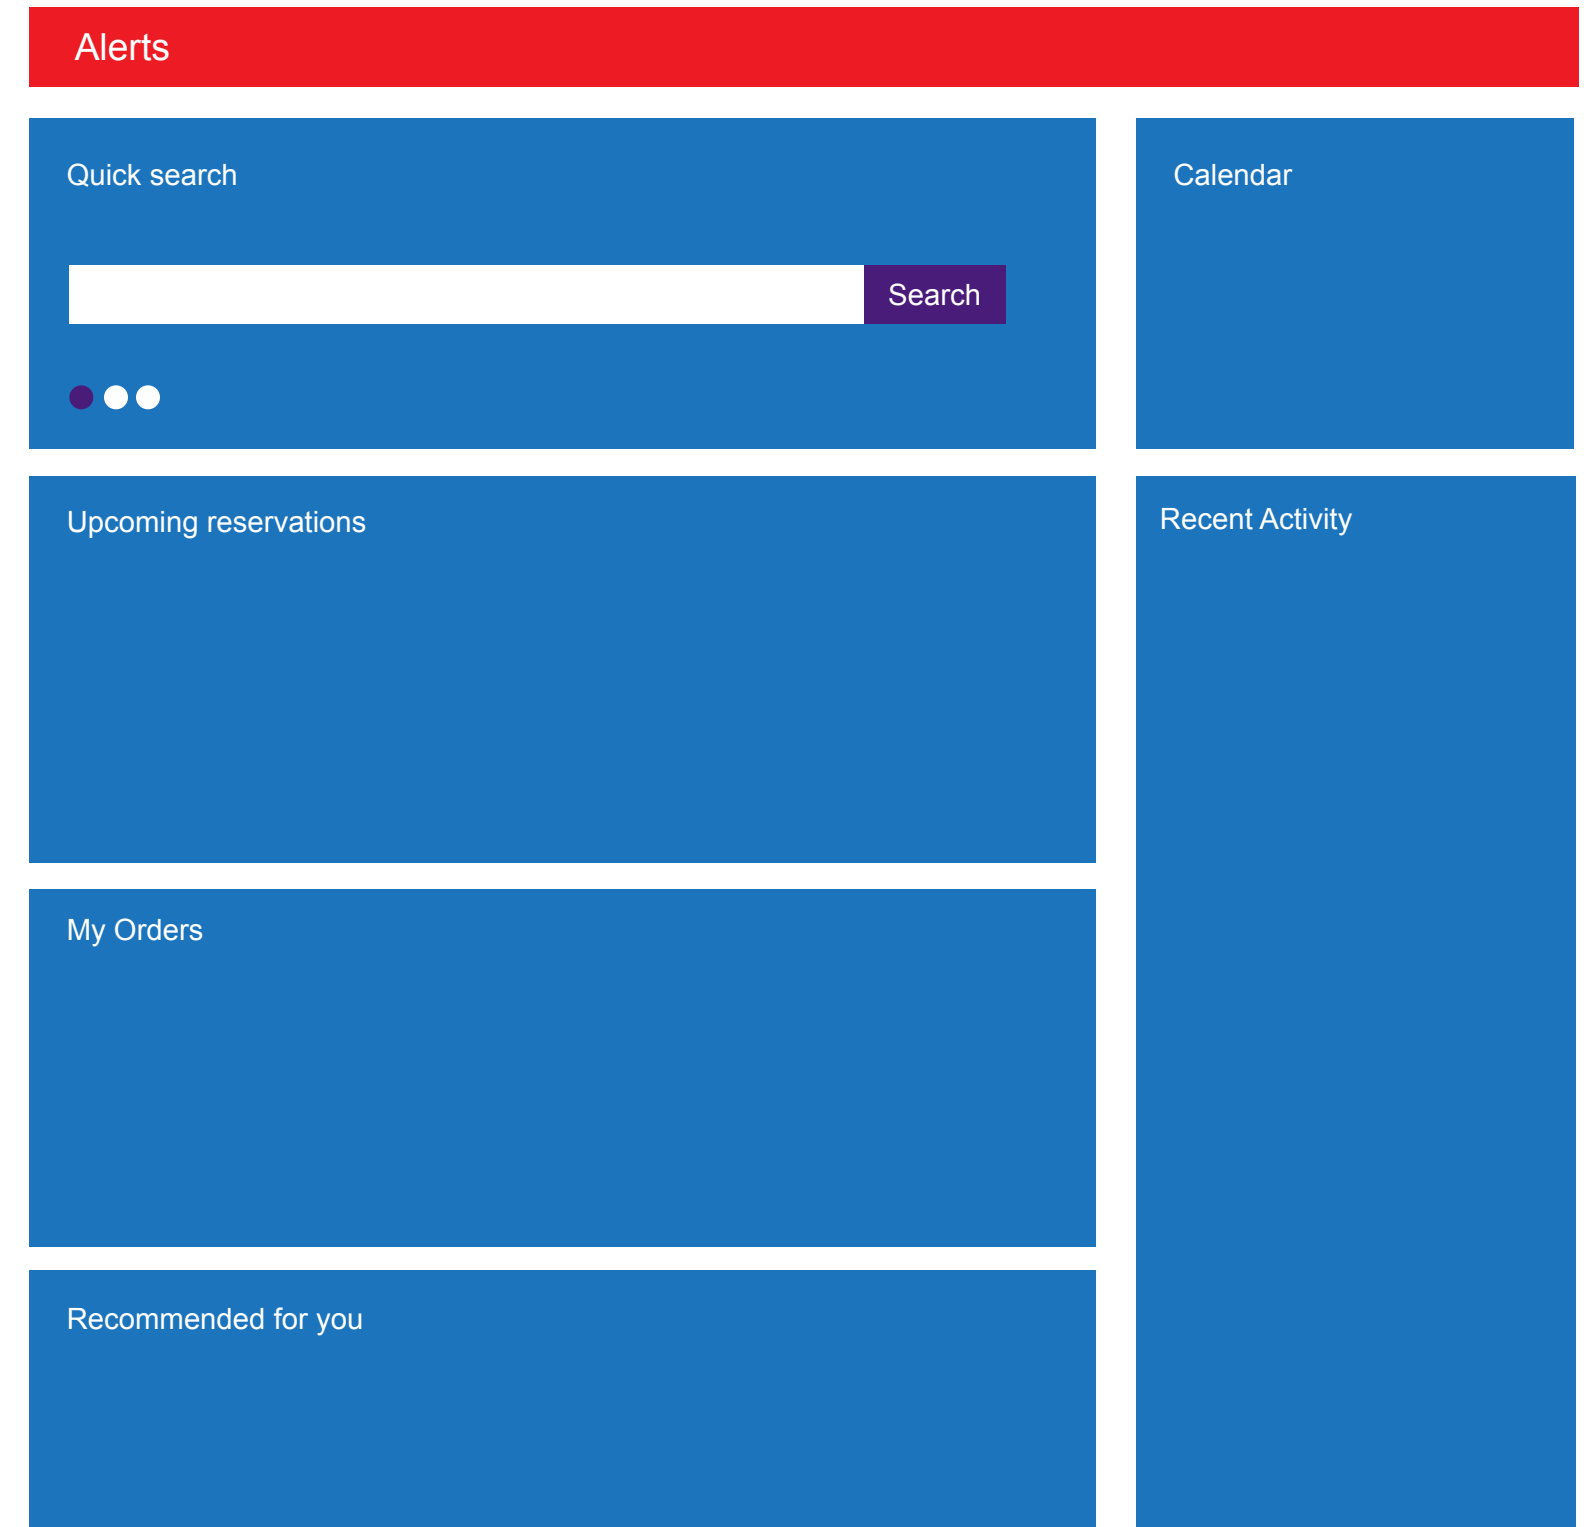 Alerts
Quick search
Search
Calendar
Upcoming reservations
Recent Activity
My Orders
Recommended for you